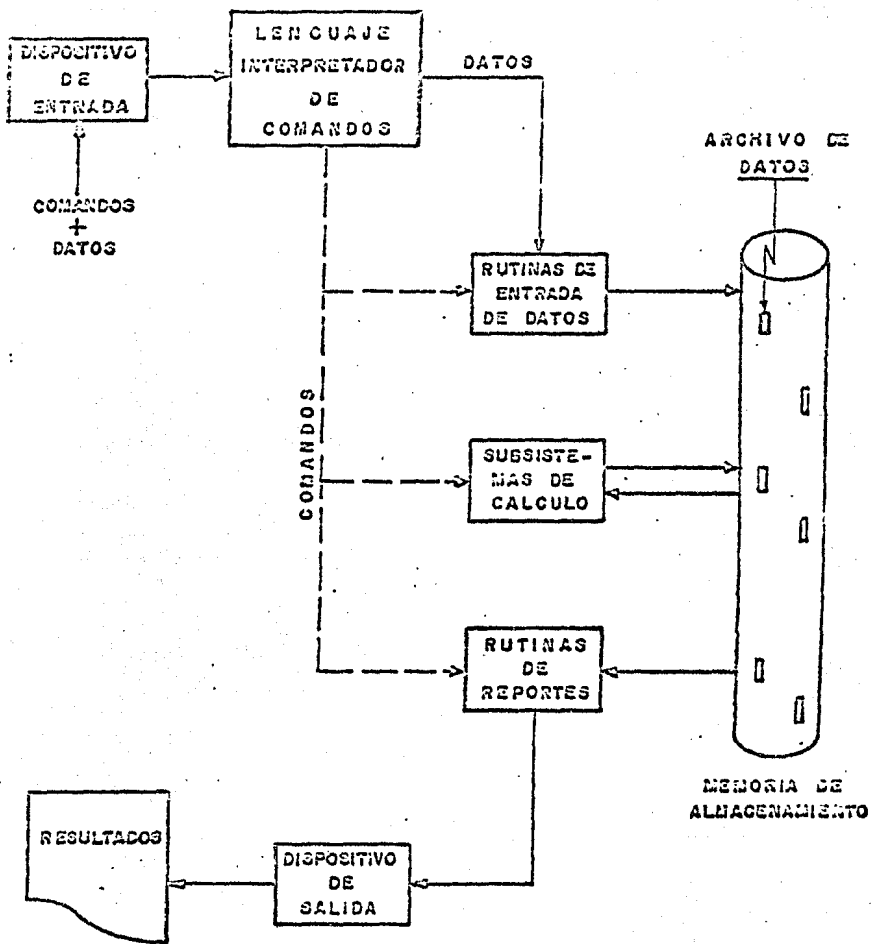 DISPOSITIVO
DE
ENTRADA
LENGUAJE
INTERPRETADOR
DE
COMANDOS
DATOS
COMANDOS
+
DATOS
ARCHIVO DE
DATOS
RUTINAS DE
ENTRADA
DE DATOS
COMANDOS
SUBSISTE-
MAS DE
CALCULO
RUTINAS
DE
REPORTES
MEMORIA DE
ALMACENAMIENTO
RESULTADOS
DISPOSITIVO
DE
SALIDA